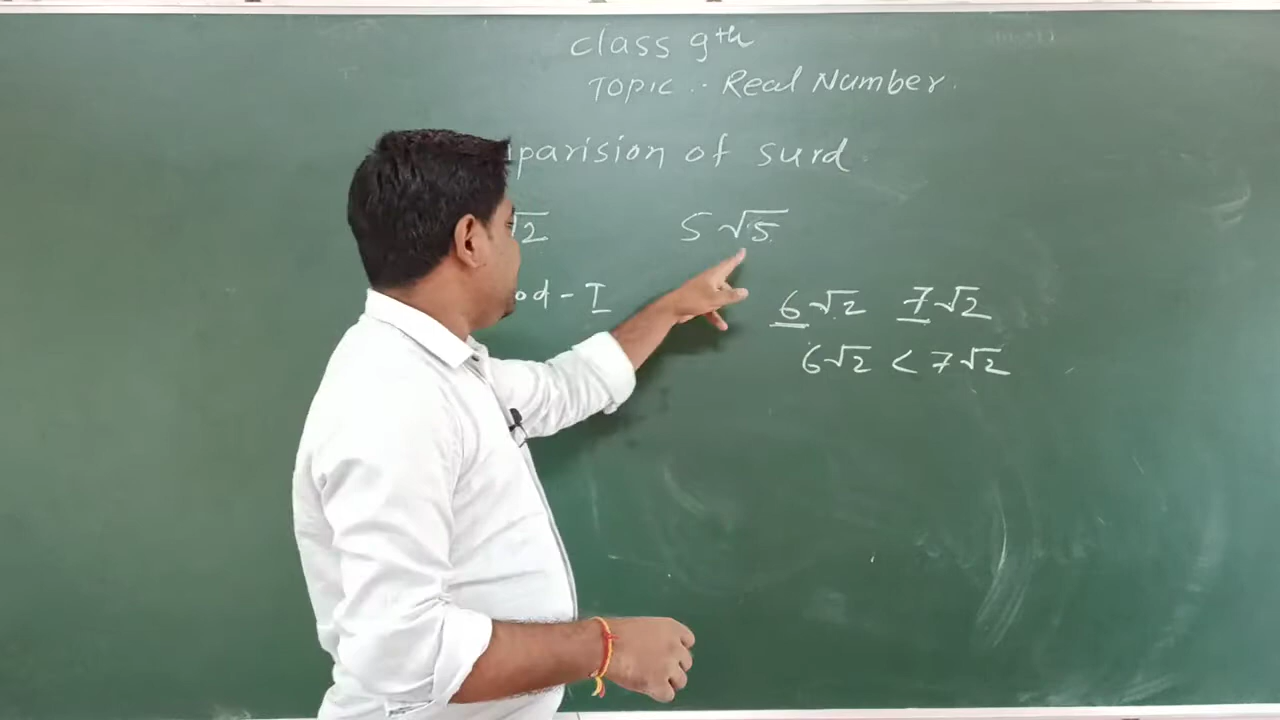 class 9th
TOPIC :- Real Number.
parision of surd
√2 5√5
od - I
6√2 7√2
6√2 < 7√2